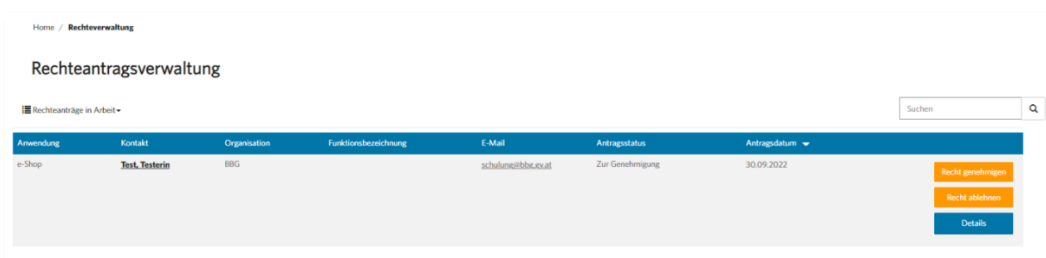 Home / Rechteverwaltung
Rechteantragsverwaltung
Rechteanträge in Arbeit
Suchen
Anwendung Kontakt Organisation Funktionsbezeichnung E-Mail Antragsstatus Antragsdatum
e-Shop Test, Testerin BBG schulung@bbg.gv.at Zur Genehmigung 30.09.2022
Recht genehmigen
Recht ablehnen
Details